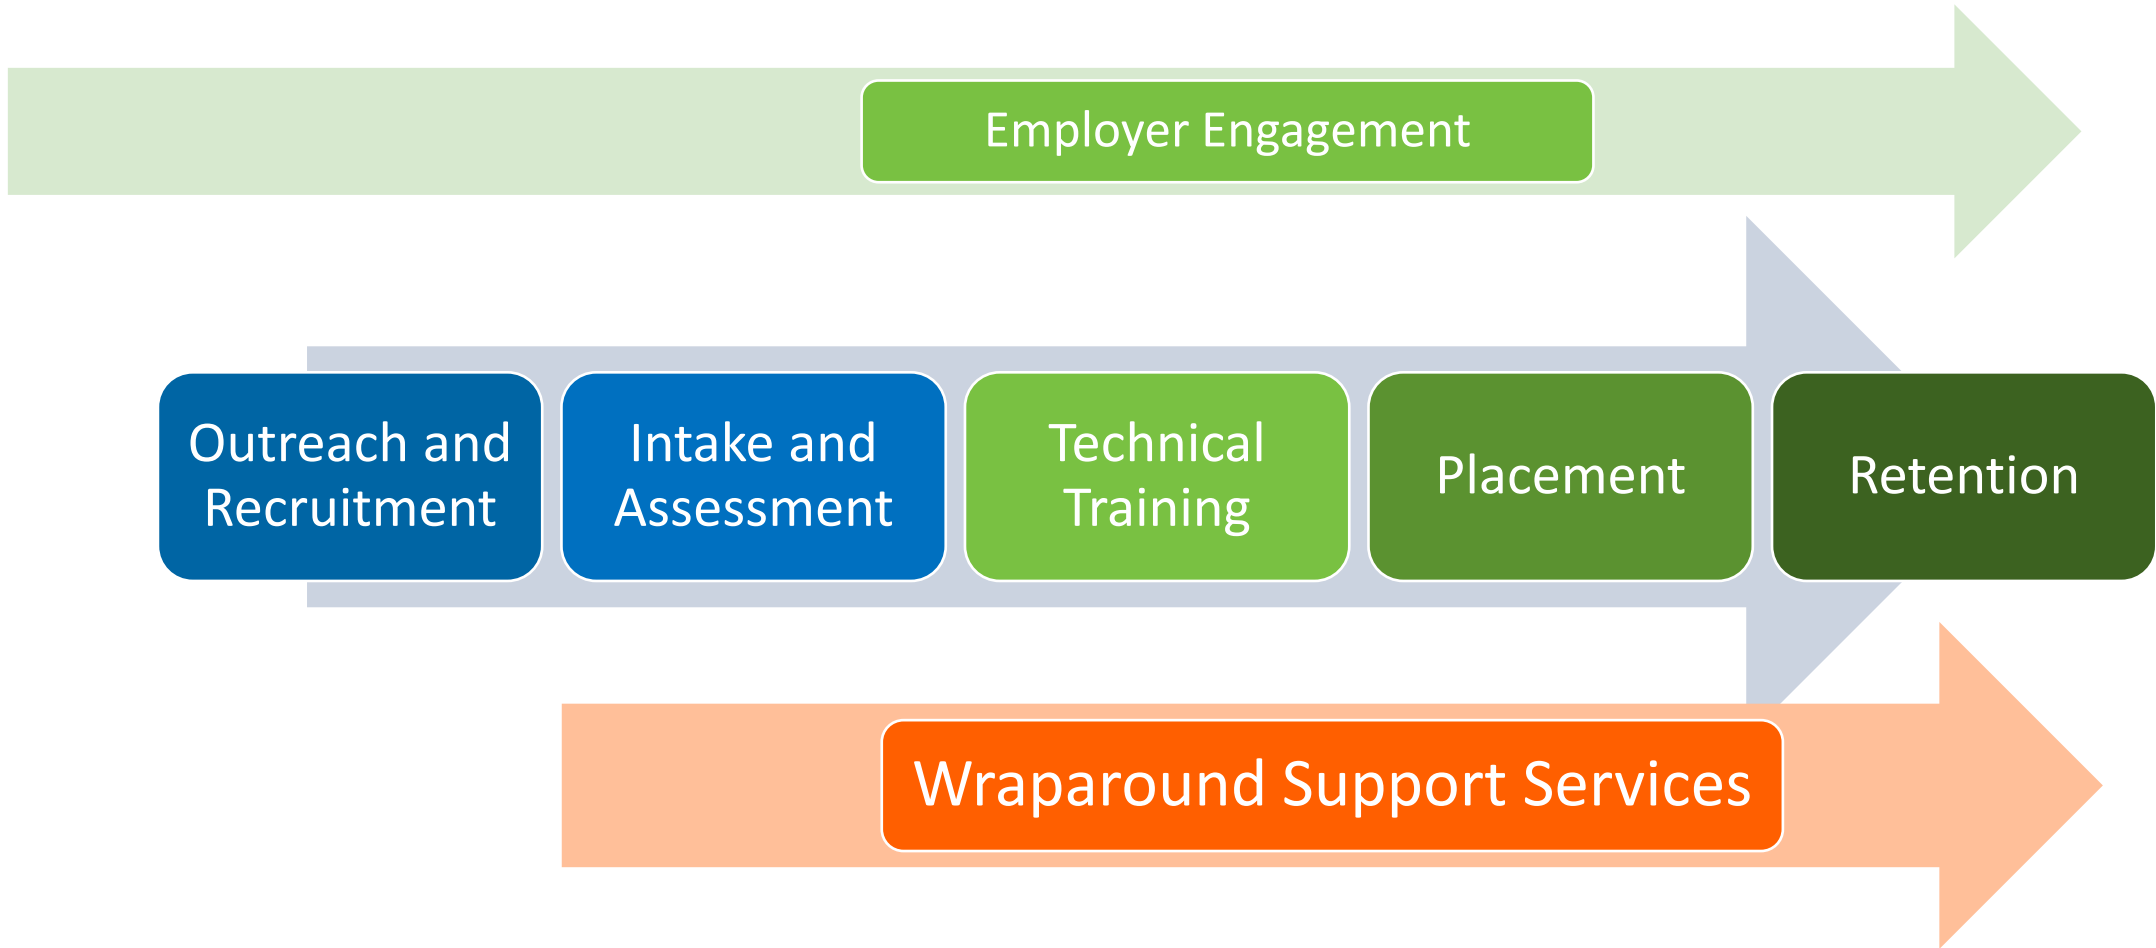 Employer Engagement
Outreach and
Recruitment
Intake and
Assessment
Technical
Training
Placement
Retention
Wraparound Support Services